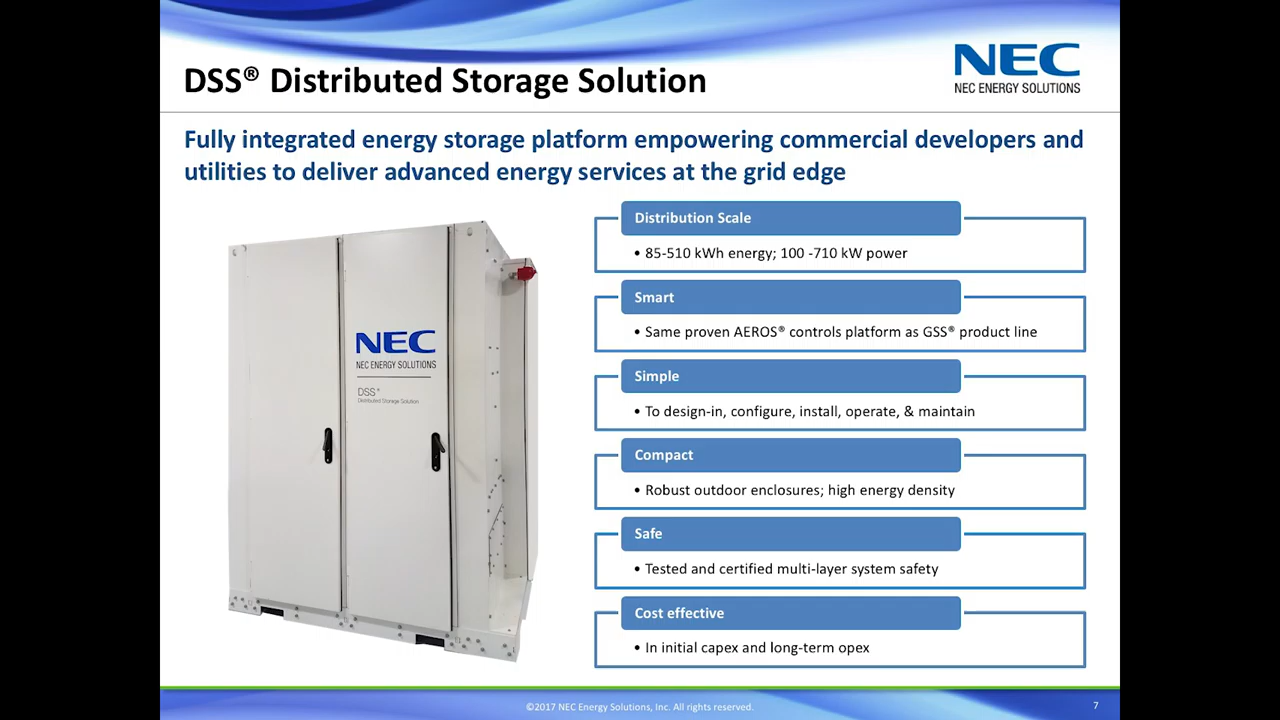 DSS® Distributed Storage Solution
NEC
NEC ENERGY SOLUTIONS
Fully integrated energy storage platform empowering commercial developers and
utilities to deliver advanced energy services at the grid edge
NEC
NEC ENERGY SOLUTIONS
DSS®
Distributed Storage Solution
Distribution Scale
• 85-510 kWh energy; 100 -710 kW power
Smart
• Same proven AEROS® controls platform as GSS® product line
Simple
• To design-in, configure, install, operate, & maintain
Compact
• Robust outdoor enclosures; high energy density
Safe
• Tested and certified multi-layer system safety
Cost effective
• In initial capex and long-term opex
©2017 NEC Energy Solutions, Inc. All rights reserved.
7